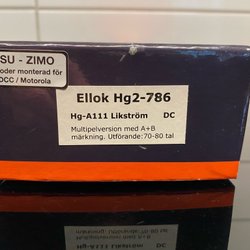 SU - ZIMO
oder monterad för
DCC / Motorola
Ellok Hg2-786
Hg-A111 Likström DC
Multipelversion med A+B
märkning. Utförande:70-80 tal